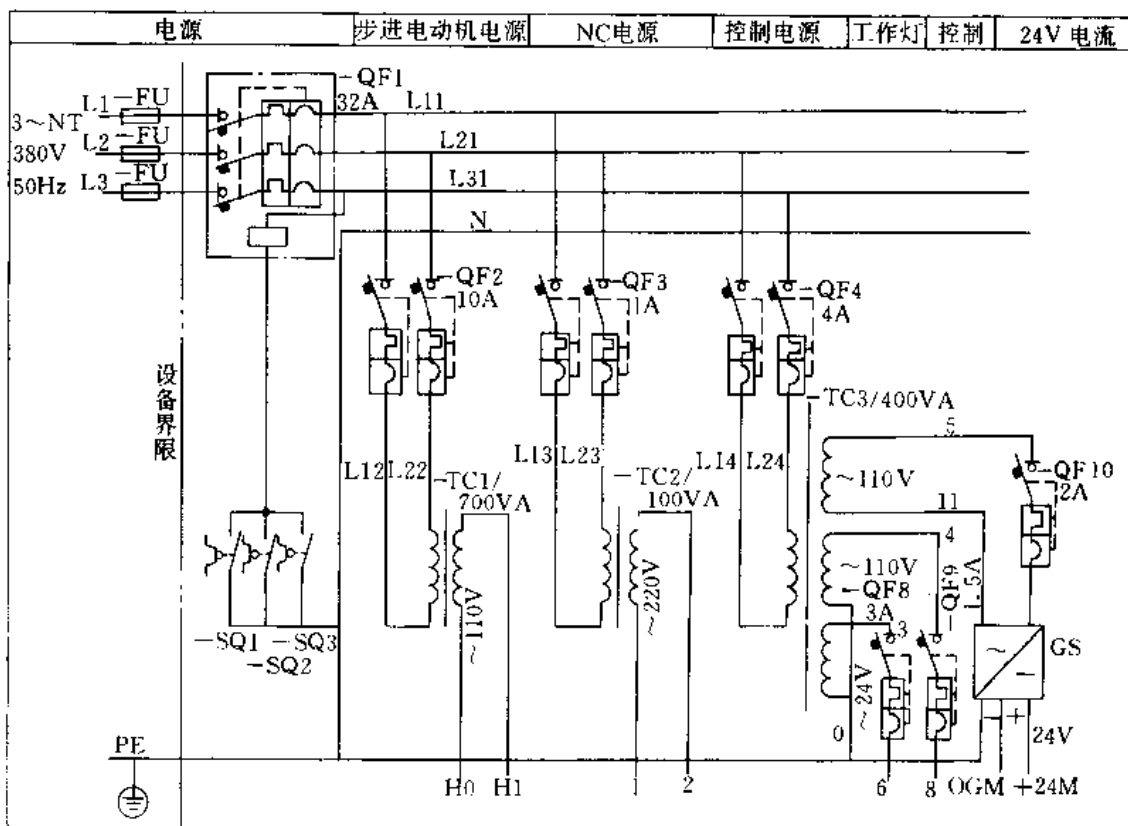 电源 步进电动机电源 NC电源 控制电源 工作灯 控制 24V 电流
-QF1
32A
L1 -FU
L11
3～NT
L2 -FU
L21
380V
L3 -FU
L31
50Hz
N
-QF2
10A
-QF3
1A
-QF4
4A
设备界限
-TC3/400VA
5
L12 L22
L13 L23
L14 L24
-TC1/
700VA
-TC2/
100VA
～110V
-QF10
2A
11
4
～110V
～110V
～220V
-QF8
3A
-QF9
1.5A
3
～24V
GS
-SQ1
-SQ2
-SQ3
0
～
—
— +
24V
PE
H0 H1 1 2 6 8 OGM +24M